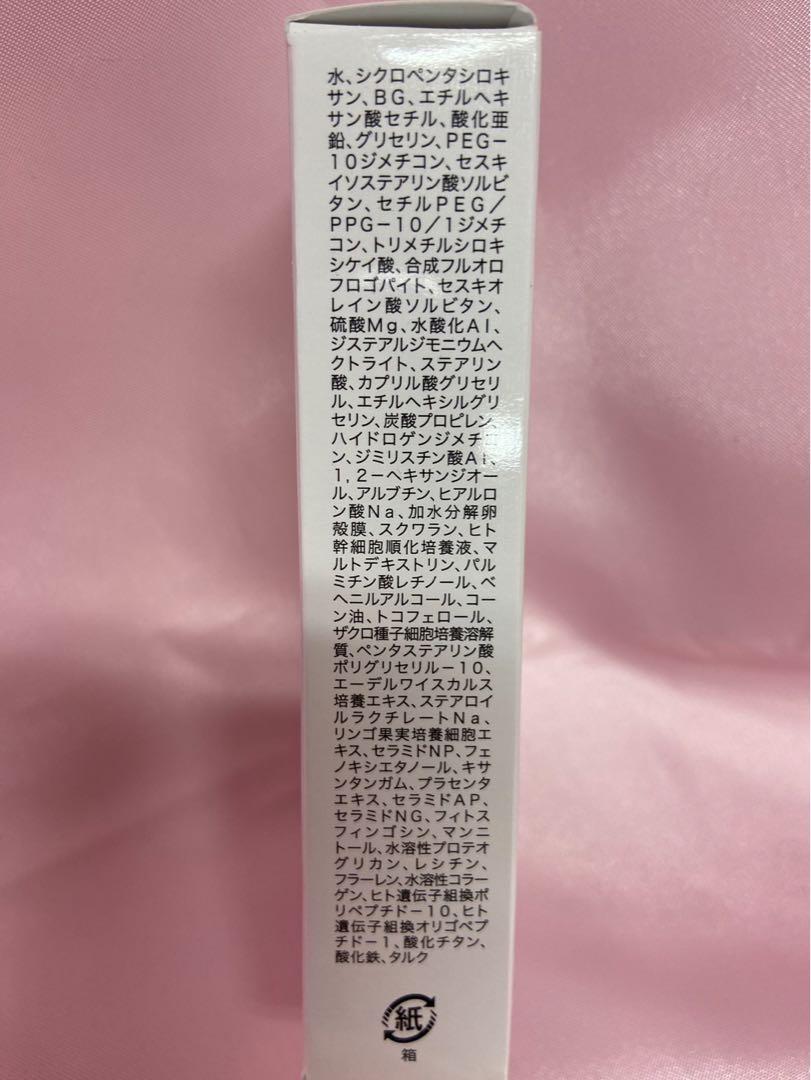 水、シクロペンタシロキ
サン、BG、エチルヘキ
サン酸セチル、酸化亜
鉛、グリセリン、PEG－
10ジメチコン、セスキ
イソステアリン酸ソルビ
タン、セチルPEG／
PPG－10／1ジメチ
コン、トリメチルシロキ
シケイ酸、合成フルオロ
フロゴパイト、セスキオ
レイン酸ソルビタン、
硫酸Mg、水酸化Al、
ジステアルジモニウムヘ
クトライト、ステアリン
酸、カプリル酸グリセリ
ル、エチルヘキシルグリ
セリン、炭酸プロピレン、
ハイドロゲンジメチコ
ン、ジミリスチン酸Al、
1,2－ヘキサンジオー
ル、アルブチン、ヒアルロ
ン酸Na、加水分解卵
殻膜、スクワラン、ヒト
幹細胞順化培養液、マ
ルトデキストリン、パル
ミチン酸レチノール、ベ
ヘニルアルコール、コー
ン油、トコフェロール、
ザクロ種子細胞培養溶解
質、ペンタステアリン酸
ポリグリセリル－10、
エーデルワイスカルス
培養エキス、ステアロイ
ルラクチレートNa、
リンゴ果実培養細胞エ
キス、セラミドNP、フェ
ノキシエタノール、キサ
ンタンガム、プラセンタ
エキス、セラミドAP、
セラミドNG、フィトス
フィンゴシン、マンニ
トール、水溶性プロテオ
グリカン、レシチン、
フラーレン、水溶性コラー
ゲン、ヒト遺伝子組換ポ
リペプチド－10、ヒト
遺伝子組換オリゴペプ
チド－1、酸化チタン、
酸化鉄、タルク
紙
箱